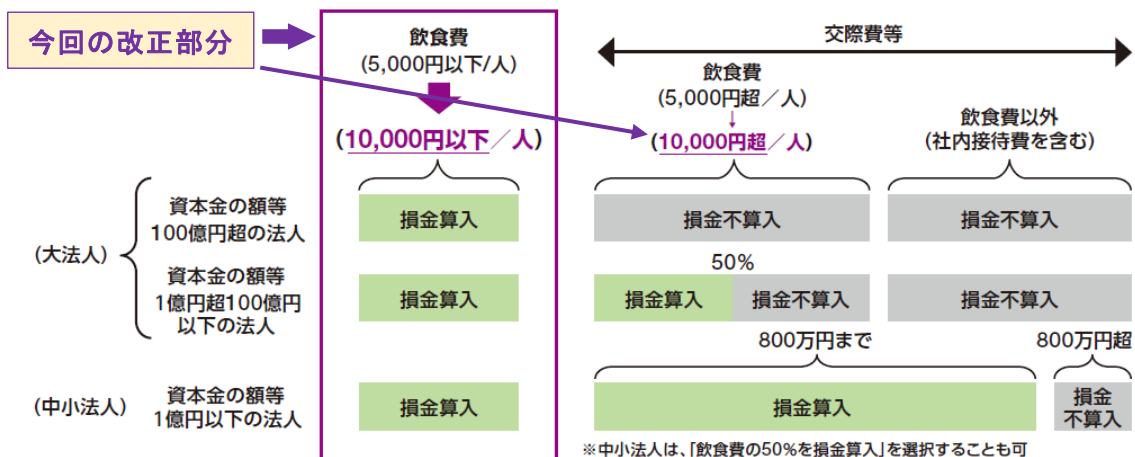 今回の改正部分
飲食費
(5,000円以下/人)
(10,000円以下/人)
交際費等
飲食費
(5,000円超/人)
↓
(10,000円超/人)
飲食費以外
(社内接待費を含む)
(大法人)
資本金の額等
100億円超の法人
損金算入
損金不算入
損金不算入
資本金の額等
1億円超100億円
以下の法人
損金算入
50%
損金算入
損金不算入
損金不算入
(中小法人)
資本金の額等
1億円以下の法人
損金算入
800万円まで
損金算入
800万円超
損金
不算入
※中小法人は、「飲食費の50%を損金算入」を選択することも可